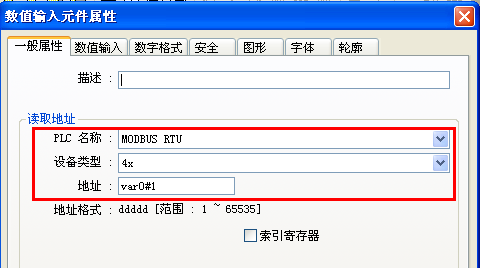 数值输入元件属性
一般属性 数值输入 数字格式 安全 图形 字体 轮廓
描述 :
读取地址
PLC 名称 : MODBUS RTU
设备类型 : 4x
地址 : var0#1
地址格式 : ddddd [范围 : 1 ~ 65535]
索引寄存器